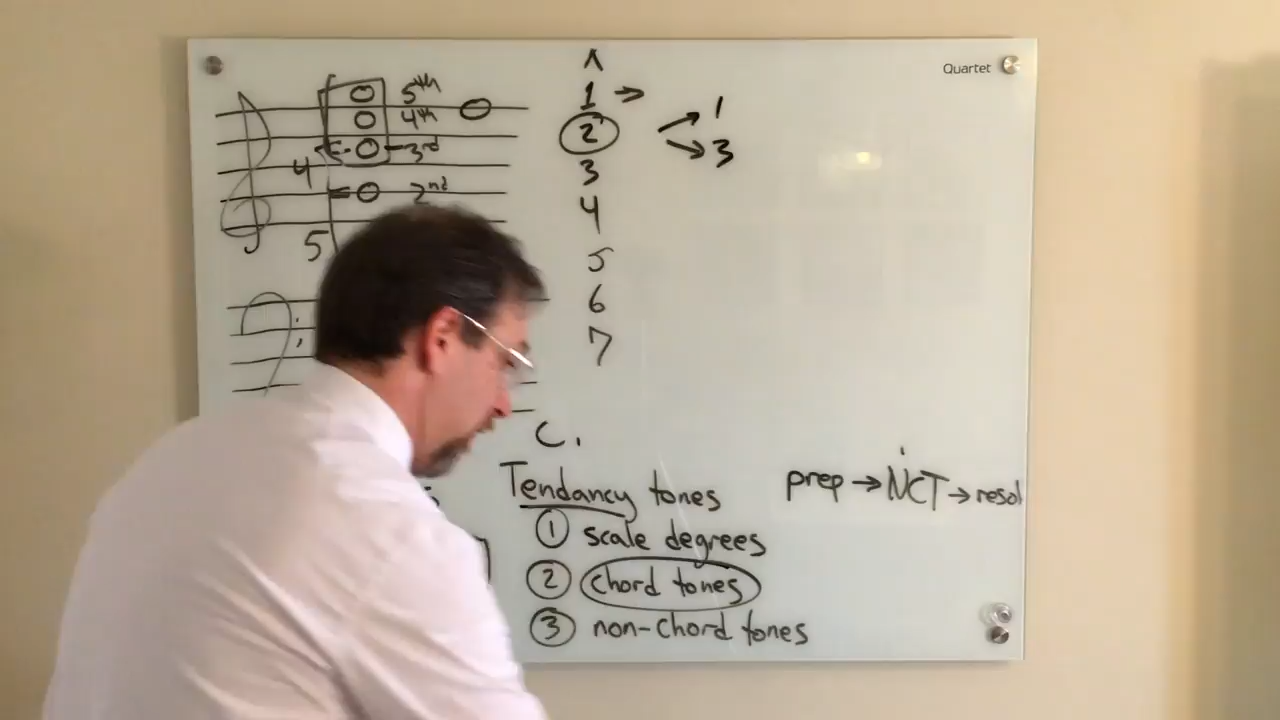 Quartet
5th
4th
3rd
2nd
4
5
^
1 →
2 → 1
→ 3
3
4
5
6
7
C.
Tendancy tones
① scale degrees
② chord tones
③ non-chord tones
prep → NCT → resol